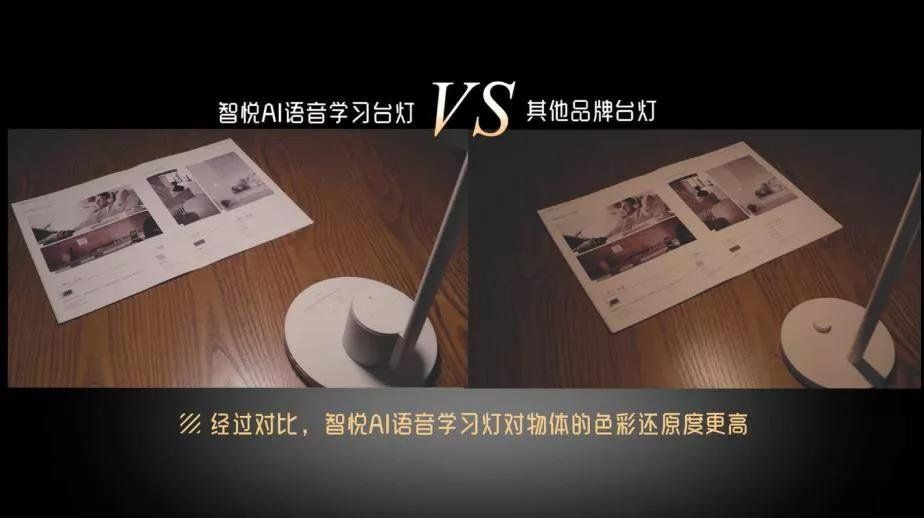 智悦AI语音学习台灯 VS 其他品牌台灯
经过对比，智悦AI语音学习灯对物体的色彩还原度更高